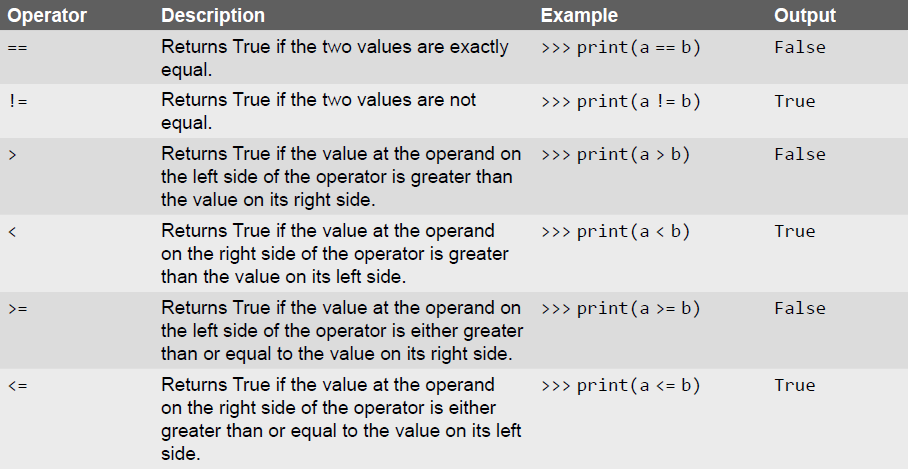 Operator Description Example Output
== Returns True if the two values are exactly >>> print(a == b) False
equal.
!= Returns True if the two values are not >>> print(a != b) True
equal.
> Returns True if the value at the operand on >>> print(a > b) False
the left side of the operator is greater than
the value on its right side.
< Returns True if the value at the operand >>> print(a < b) True
on the right side of the operator is greater
than the value on its left side.
>= Returns True if the value at the operand on >>> print(a >= b) False
the left side of the operator is either greater
than or equal to the value on its right side.
<= Returns True if the value at the operand >>> print(a <= b) True
on the right side of the operator is either
greater than or equal to the value on its left
side.